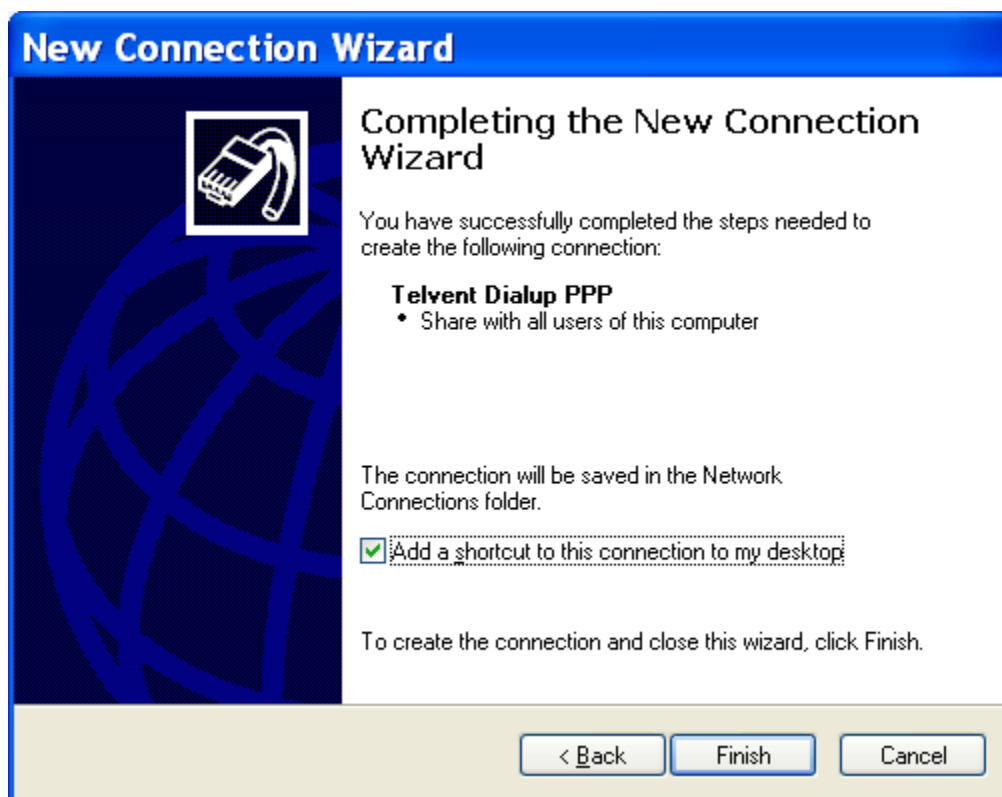 New Connection Wizard
Completing the New Connection
Wizard
You have successfully completed the steps needed to
create the following connection:
Telvent Dialup PPP
• Share with all users of this computer
The connection will be saved in the Network
Connections folder.
Add a shortcut to this connection to my desktop
To create the connection and close this wizard, click Finish.
< Back Finish Cancel